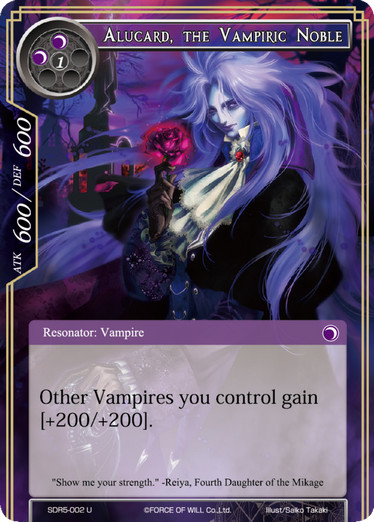 Alucard, the Vampiric Noble
1
ATK 600 / DEF 600
Resonator: Vampire
Other Vampires you control gain
[+200/+200].
"Show me your strength." -Reiya, Fourth Daughter of the Mikage
SDR5-002 U ©FORCE OF WILL Co.,Ltd. Illust/Saiko Takaki